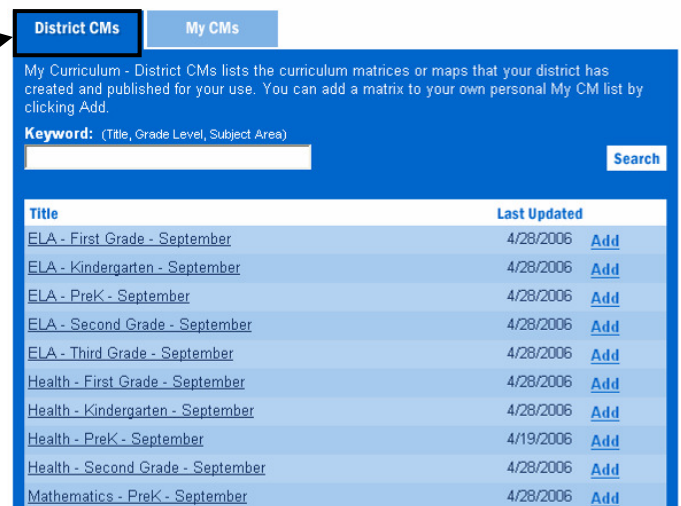 District CMs My CMs
My Curriculum - District CMs lists the curriculum matrices or maps that your district has
created and published for your use. You can add a matrix to your own personal My CM list by
clicking Add.
Keyword: (Title, Grade Level, Subject Area)
Search
Title Last Updated
ELA - First Grade - September 4/28/2006 Add
ELA - Kindergarten - September 4/28/2006 Add
ELA - PreK - September 4/28/2006 Add
ELA - Second Grade - September 4/28/2006 Add
ELA - Third Grade - September 4/28/2006 Add
Health - First Grade - September 4/28/2006 Add
Health - Kindergarten - September 4/28/2006 Add
Health - PreK - September 4/19/2006 Add
Health - Second Grade - September 4/28/2006 Add
Mathematics - PreK - September 4/28/2006 Add